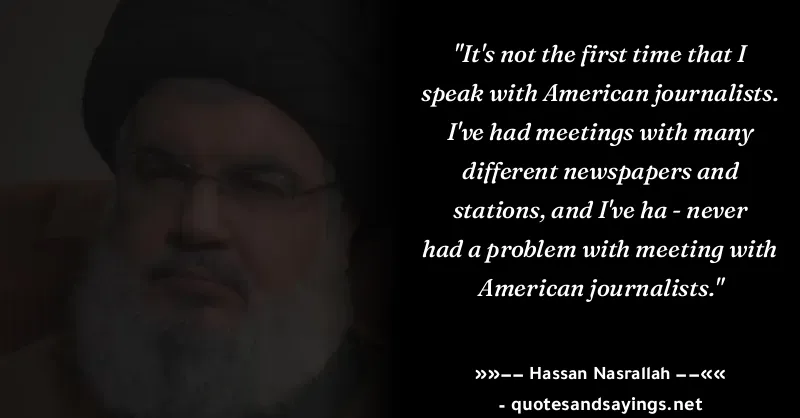 "It's not the first time that I
speak with American journalists.
I've had meetings with many
different newspapers and
stations, and I've ha - never
had a problem with meeting with
American journalists."
»»−− Hassan Nasrallah −−««
- quotesandsayings.net